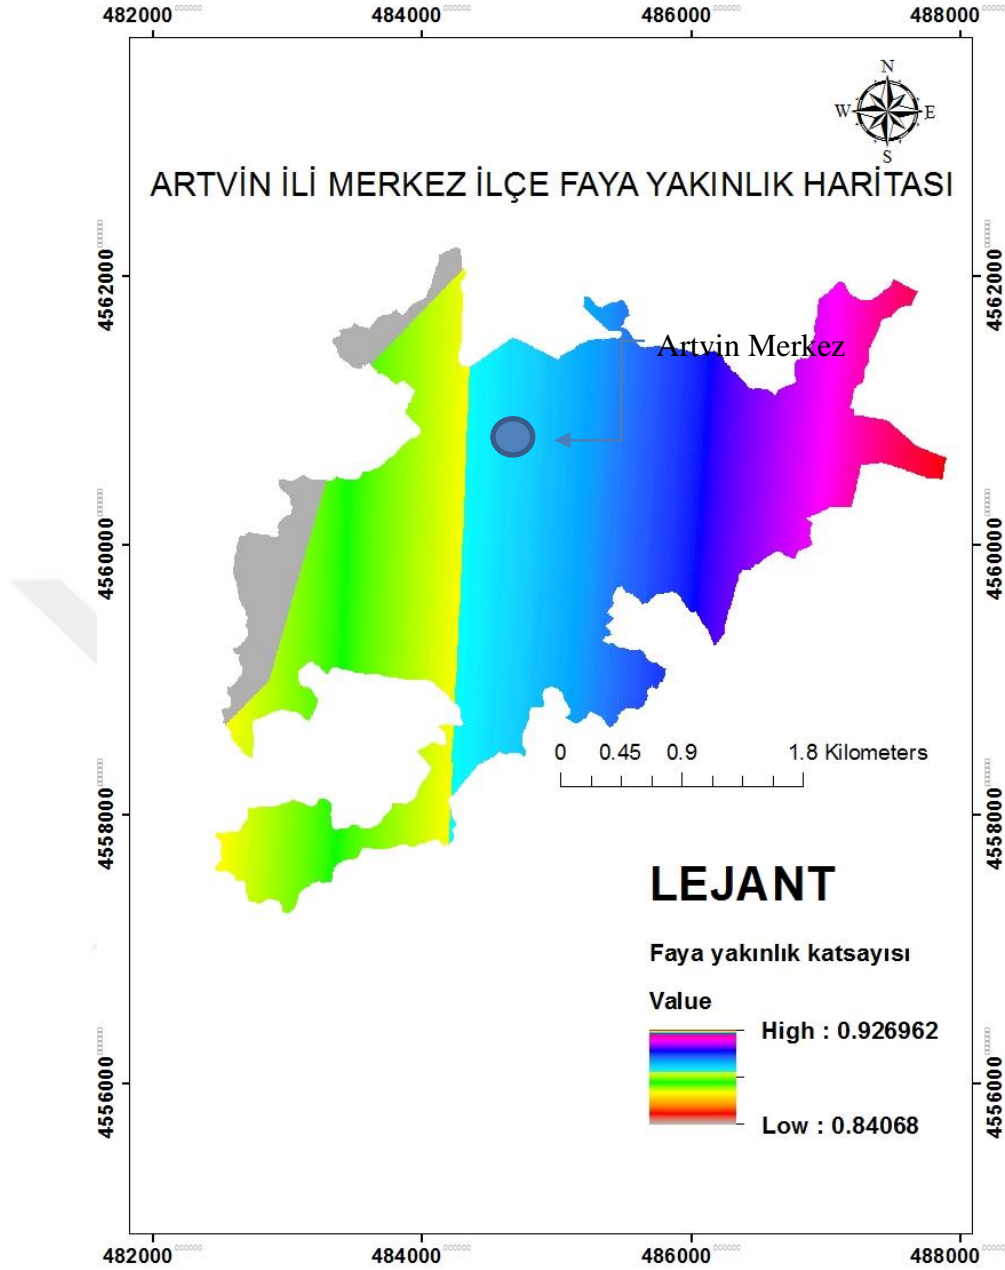 482000 484000 486000 488000
N
W E
S
ARTVİN İLİ MERKEZ İLÇE FAYA YAKINLIK HARİTASI
4562000 4562000
Artvin Merkez
4560000 4560000
0 0.45 0.9 1.8 Kilometers
4558000 4558000
LEJANT
Faya yakınlık katsayısı
Value
High : 0.926962
Low : 0.84068
4556000 4556000
482000 484000 486000 488000